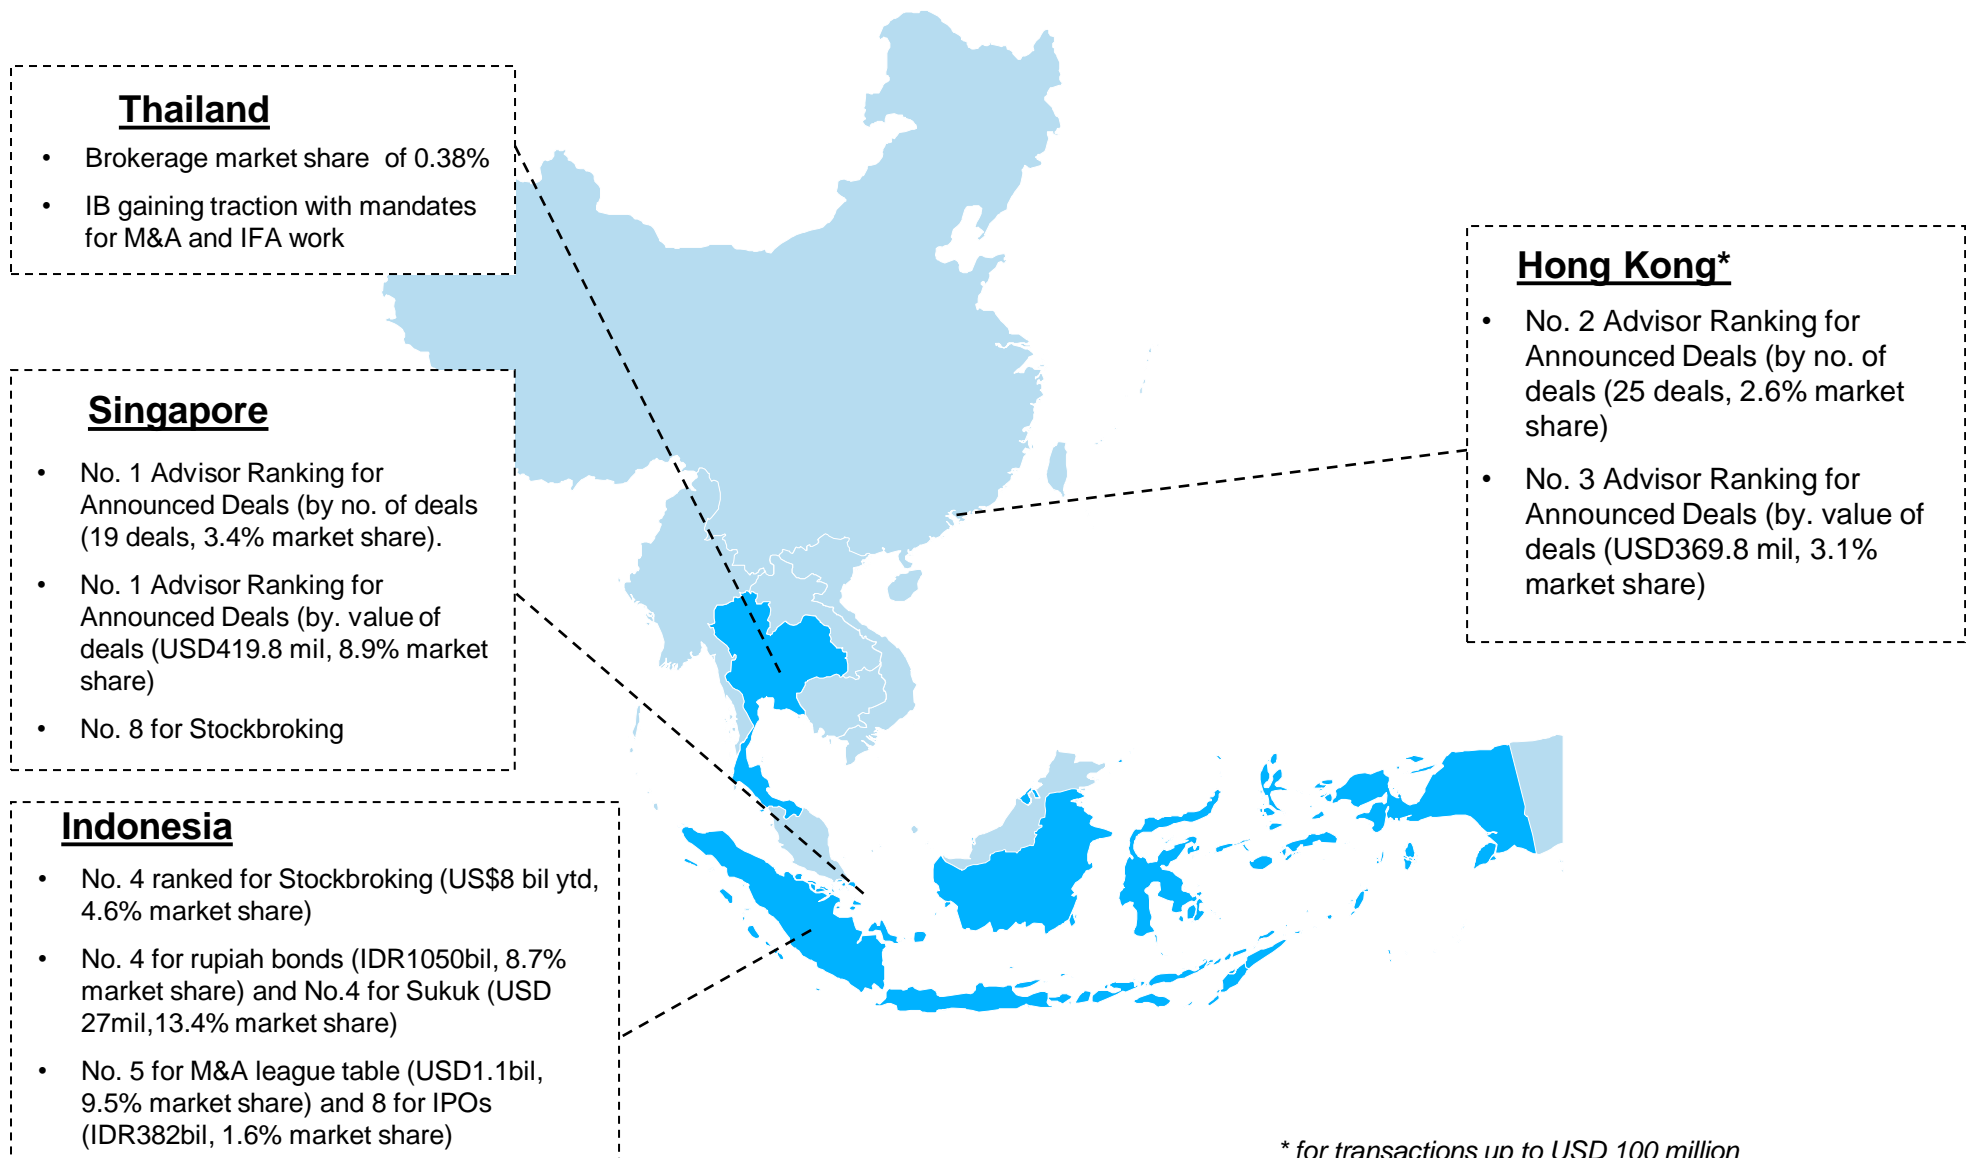 Thailand
• Brokerage market share of 0.38%
• IB gaining traction with mandates
for M&A and IFA work
Singapore
• No. 1 Advisor Ranking for
Announced Deals (by no. of deals
(19 deals, 3.4% market share).
• No. 1 Advisor Ranking for
Announced Deals (by. value of
deals (USD419.8 mil, 8.9% market
share)
• No. 8 for Stockbroking
Indonesia
• No. 4 ranked for Stockbroking (US$8 bil ytd,
4.6% market share)
• No. 4 for rupiah bonds (IDR1050bil, 8.7%
market share) and No.4 for Sukuk (USD
27mil,13.4% market share)
• No. 5 for M&A league table (USD1.1bil,
9.5% market share) and 8 for IPOs
(IDR382bil, 1.6% market share)
Hong Kong*
• No. 2 Advisor Ranking for
Announced Deals (by no. of
deals (25 deals, 2.6% market
share)
• No. 3 Advisor Ranking for
Announced Deals (by. value of
deals (USD369.8 mil, 3.1%
market share)
* for transactions up to USD 100 million